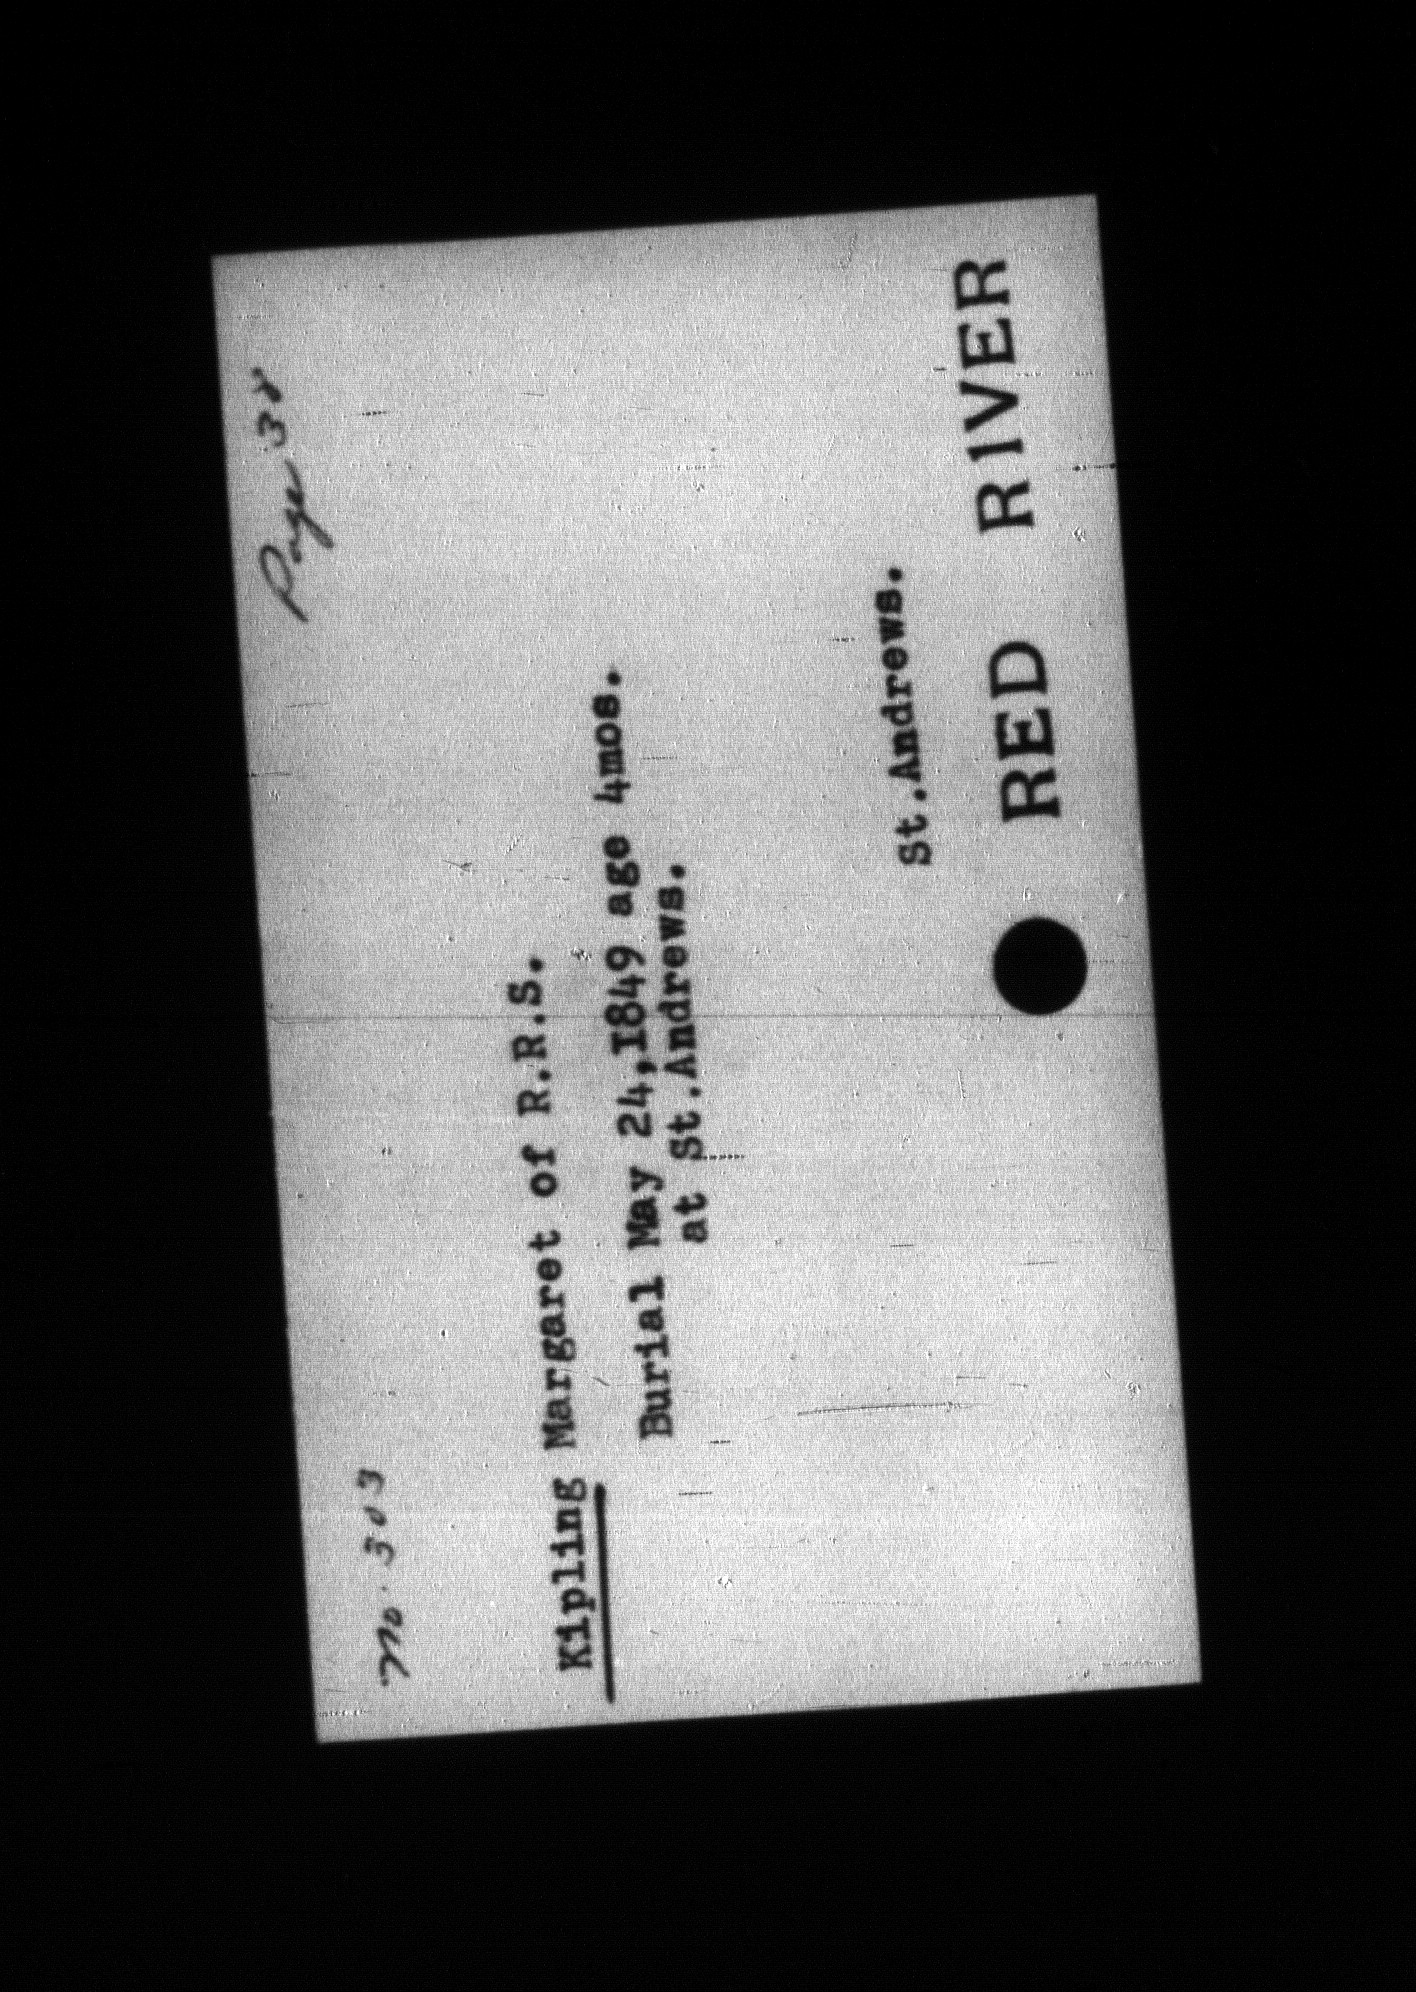 Page 38
No. 303
Kipling Margaret of R.R.S.
Burial May 24,I849 age 4mos.
at St.Andrews.
St.Andrews.
RED RIVER